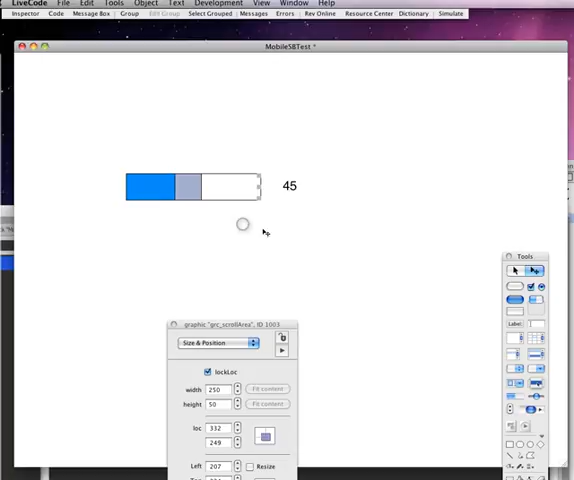 LiveCode File Edit Tools Object Text Development View Window Help
Inspector Code Message Box Group Edit Group Select Grouped Messages Errors Rev Online Resource Center Dictionary Simulate
MobileSBTest *
45
Tools
Label:
graphic "grc_scrollArea", ID 1003
Size & Position
lockLoc
width 250 Fit content
height 50 Fit content
loc 332
249
Left 207 Resize